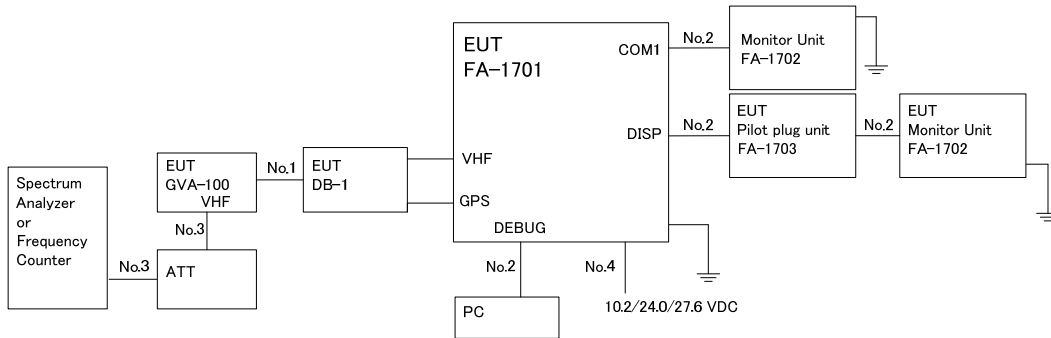 Spectrum
Analyzer
or
Frequency
Counter
No.3
ATT
No.3
EUT
GVA-100
VHF
No.1
EUT
DB-1
EUT
FA-1701
COM1
DISP
VHF
GPS
DEBUG
No.2
No.4
PC
10.2/24.0/27.6 VDC
No.2
Monitor Unit
FA-1702
No.2
EUT
Pilot plug unit
FA-1703
No.2
EUT
Monitor Unit
FA-1702